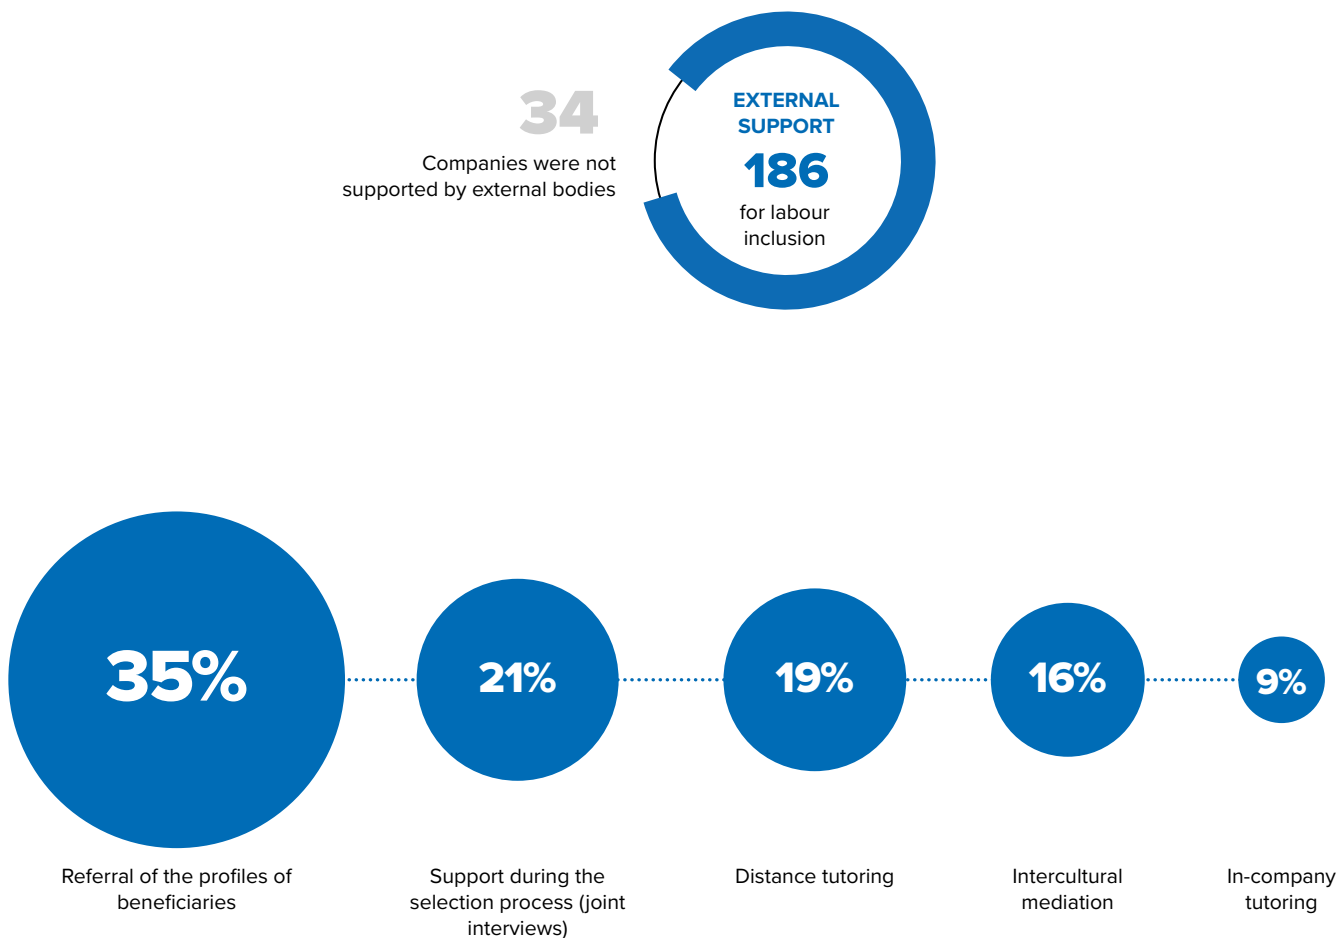 34
Companies were not
supported by external bodies
EXTERNAL
SUPPORT
186
for labour
inclusion
35%
21%
19%
16%
9%
Referral of the profiles of
beneficiaries
Support during the
selection process (joint
interviews)
Distance tutoring
Intercultural
mediation
In-company
tutoring